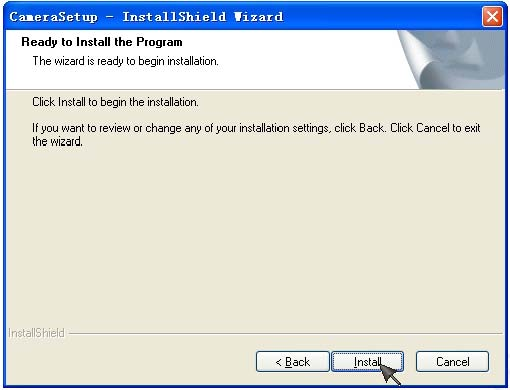 CameraSetup - InstallShield Wizard
Ready to Install the Program
The wizard is ready to begin installation.
Click Install to begin the installation.
If you want to review or change any of your installation settings, click Back. Click Cancel to exit
the wizard.
InstallShield
< Back
Install
Cancel